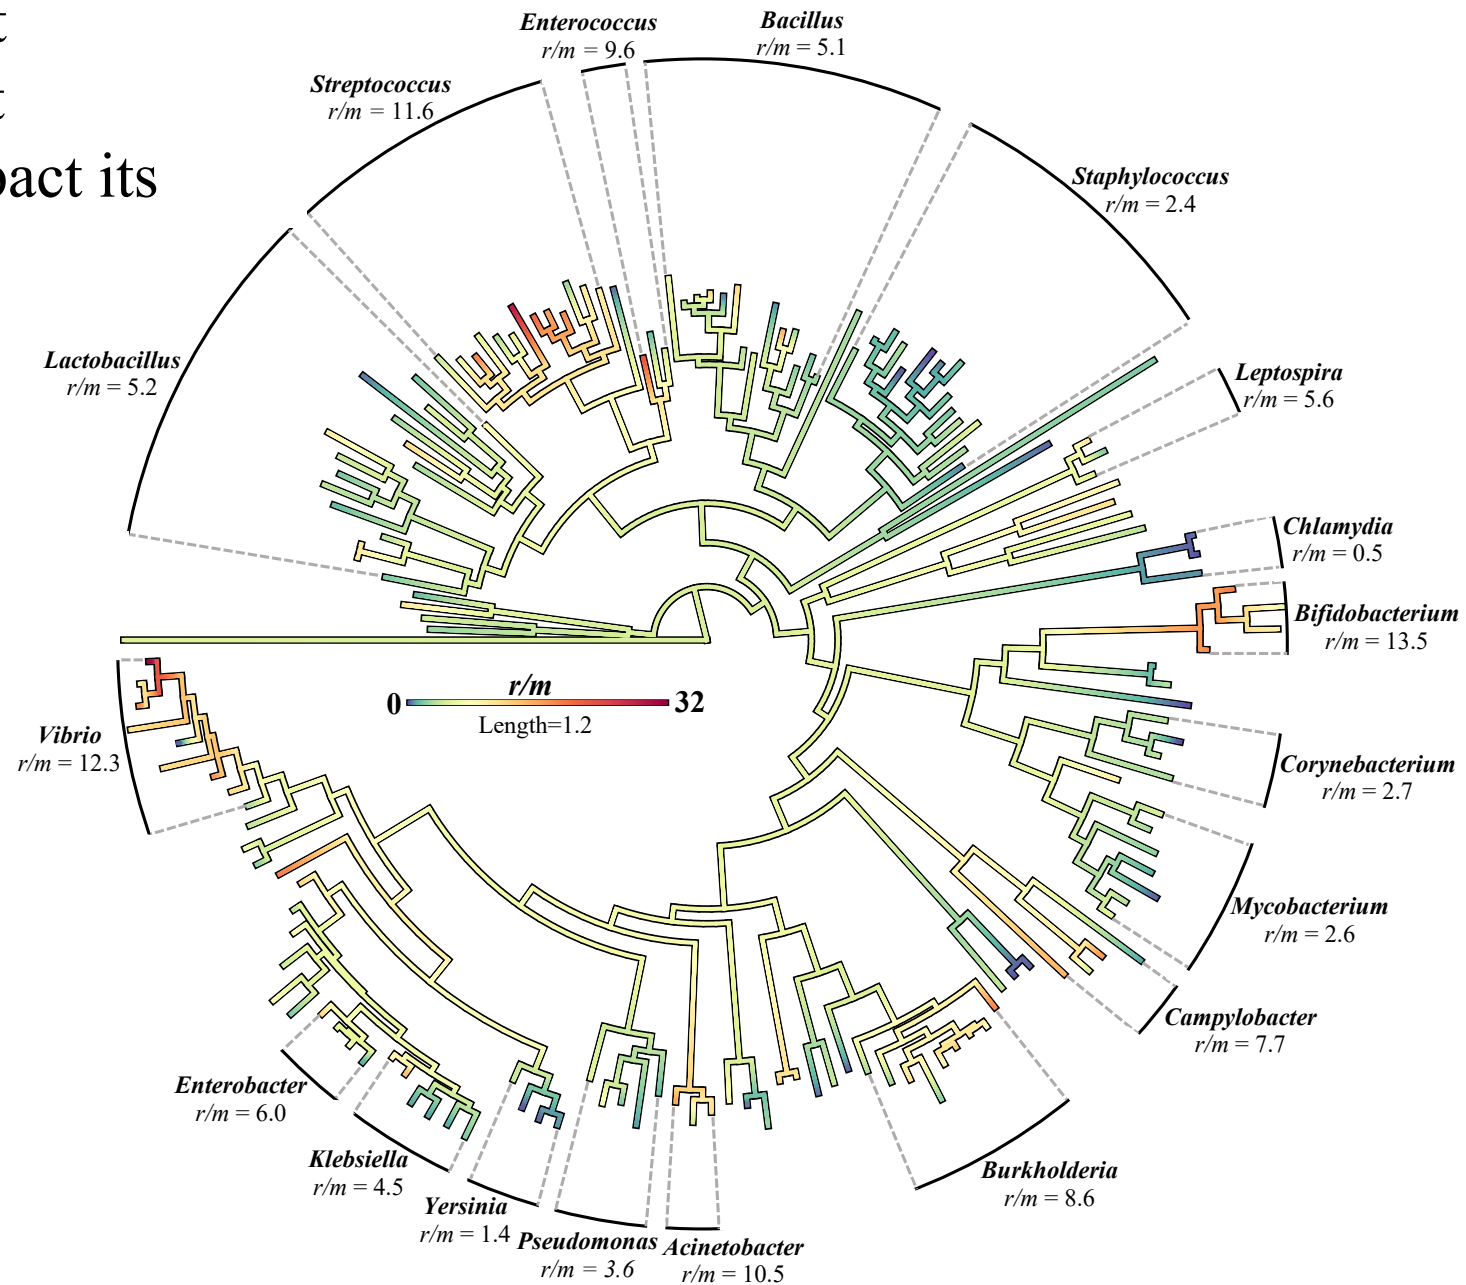 t
t
pact its
Enterococcus
r/m = 9.6
Bacillus
r/m = 5.1
Streptococcus
r/m = 11.6
Staphylococcus
r/m = 2.4
Lactobacillus
r/m = 5.2
Leptospira
r/m = 5.6
Chlamydia
r/m = 0.5
Bifidobacterium
r/m = 13.5
r/m
0 32
Length=1.2
Vibrio
r/m = 12.3
Corynebacterium
r/m = 2.7
Mycobacterium
r/m = 2.6
Campylobacter
r/m = 7.7
Enterobacter
r/m = 6.0
Klebsiella
r/m = 4.5
Yersinia
r/m = 1.4
Pseudomonas
r/m = 3.6
Acinetobacter
r/m = 10.5
Burkholderia
r/m = 8.6